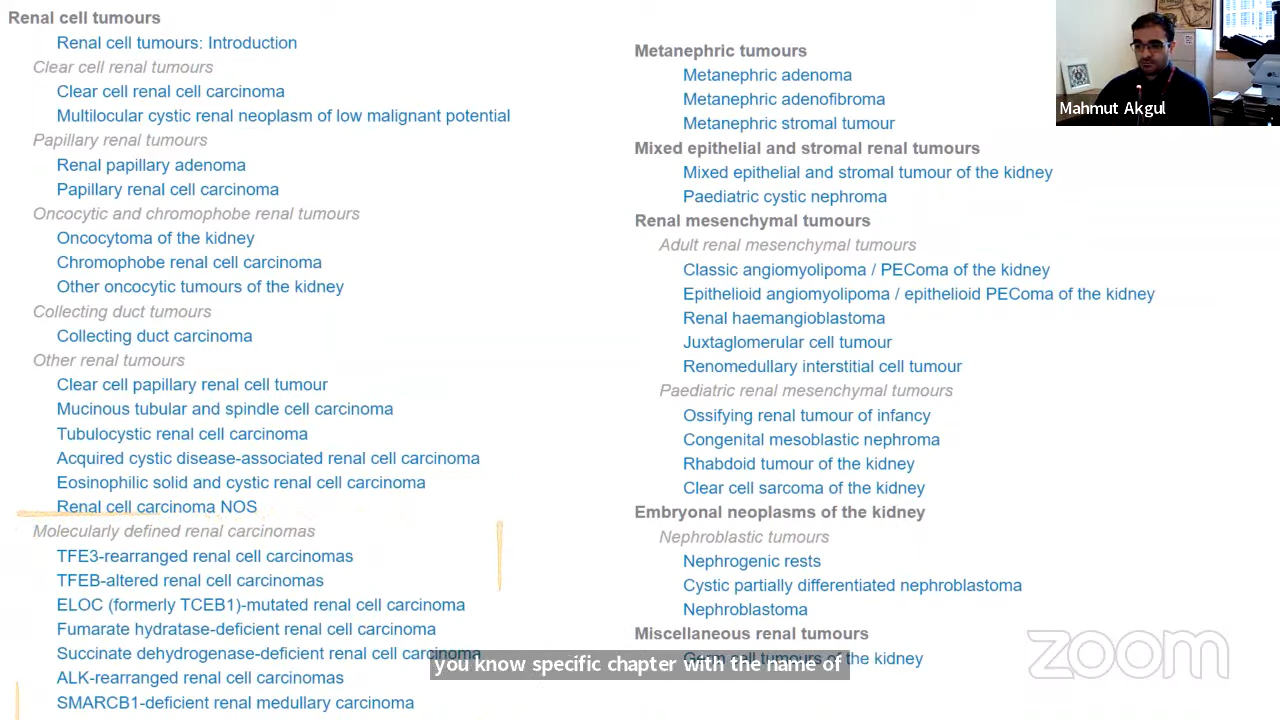 Renal cell tumours
Renal cell tumours: Introduction
Clear cell renal tumours
Clear cell renal cell carcinoma
Multilocular cystic renal neoplasm of low malignant potential
Papillary renal tumours
Renal papillary adenoma
Papillary renal cell carcinoma
Oncocytic and chromophobe renal tumours
Oncocytoma of the kidney
Chromophobe renal cell carcinoma
Other oncocytic tumours of the kidney
Collecting duct tumours
Collecting duct carcinoma
Other renal tumours
Clear cell papillary renal cell tumour
Mucinous tubular and spindle cell carcinoma
Tubulocystic renal cell carcinoma
Acquired cystic disease-associated renal cell carcinoma
Eosinophilic solid and cystic renal cell carcinoma
Renal cell carcinoma NOS
Molecularly defined renal carcinomas
TFE3-rearranged renal cell carcinomas
TFEB-altered renal cell carcinomas
ELOC (formerly TCEB1)-mutated renal cell carcinoma
Fumarate hydratase-deficient renal cell carcinoma
Succinate dehydrogenase-deficient renal cell carcinoma
ALK-rearranged renal cell carcinomas
SMARCB1-deficient renal medullary carcinoma
Metanephric tumours
Metanephric adenoma
Metanephric adenofibroma
Metanephric stromal tumour
Mixed epithelial and stromal renal tumours
Mixed epithelial and stromal tumour of the kidney
Paediatric cystic nephroma
Renal mesenchymal tumours
Adult renal mesenchymal tumours
Classic angiomyolipoma / PEComa of the kidney
Epithelioid angiomyolipoma / epithelioid PEComa of the kidney
Renal haemangioblastoma
Juxtaglomerular cell tumour
Renomedullary interstitial cell tumour
Paediatric renal mesenchymal tumours
Ossifying renal tumour of infancy
Congenital mesoblastic nephroma
Rhabdoid tumour of the kidney
Clear cell sarcoma of the kidney
Embryonal neoplasms of the kidney
Nephroblastic tumours
Nephrogenic rests
Cystic partially differentiated nephroblastoma
Nephroblastoma
Miscellaneous renal tumours
Germ cell tumours of the kidney
you know specific chapter with the name of
Mahmut Akgul
zoom